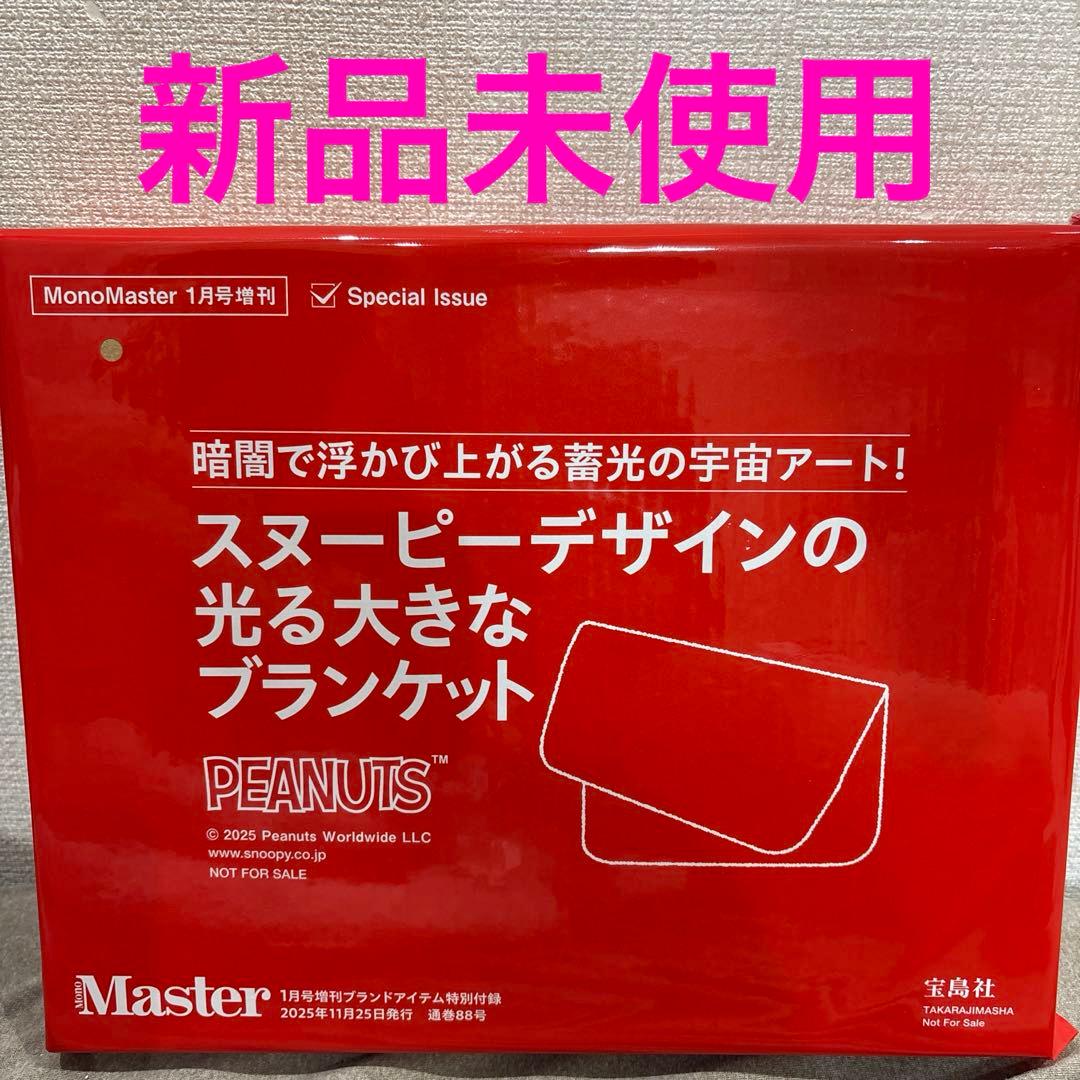 新品未使用
MonoMaster 1月号増刊
Special Issue
暗闇で浮かび上がる蓄光の宇宙アート!
スヌーピーデザインの
光る大きな
ブランケット
PEANUTS™
© 2025 Peanuts Worldwide LLC
www.snoopy.co.jp
NOT FOR SALE
Mono Master
1月号増刊ブランドアイテム特別付録
2025年11月25日発行 通巻88号
宝島社
TAKARAJIMASHA
Not For Sale